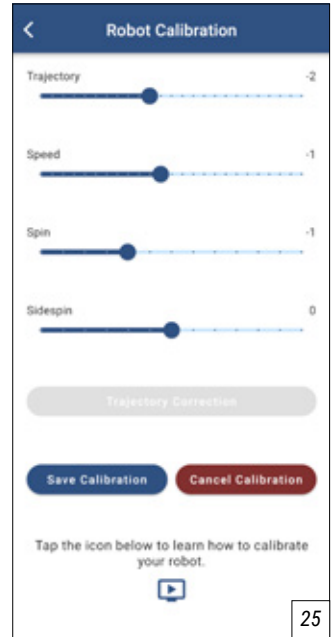 Robot Calibration
Trajectory -2
Speed -1
Spin -1
Sidespin 0
Trajectory Correction
Save Calibration Cancel Calibration
Tap the icon below to learn how to calibrate
your robot.
25